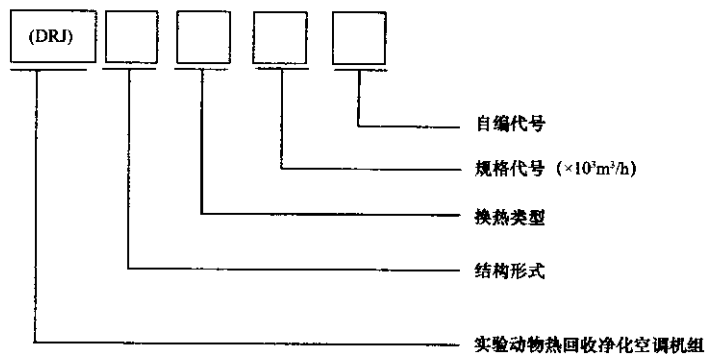 (DRJ)
自编代号
规格代号（×10³m³/h）
换热类型
结构形式
实验动物热回收净化空调机组